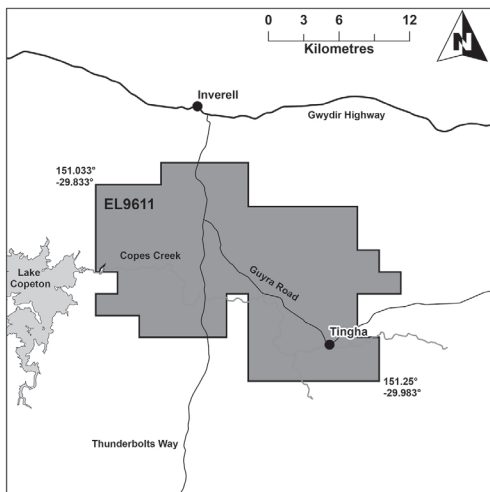 0 3 6 12
Kilometres
N
Inverell
Gwydir Highway
151.033°
-29.833°
EL9611
Lake
Copeton
Copes Creek
Guyra Road
Tingha
151.25°
-29.983°
Thunderbolts Way